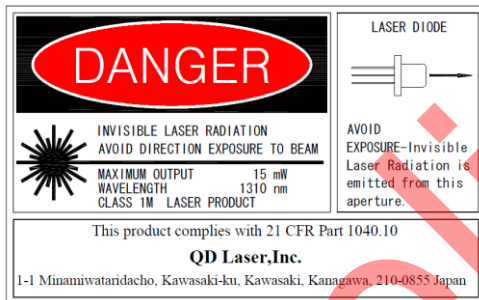 DANGER
INVISIBLE LASER RADIATION
AVOID DIRECTION EXPOSURE TO BEAM
MAXIMUM OUTPUT 15 mW
WAVELENGTH 1310 nm
CLASS 1M LASER PRODUCT
LASER DIODE
AVOID
EXPOSURE-Invisible
Laser Radiation is
emitted from this
aperture.
This product complies with 21 CFR Part 1040.10
QD Laser,Inc.
1-1 Minamiwataridacho, Kawasaki-ku, Kawasaki, Kanagawa, 210-0855 Japan